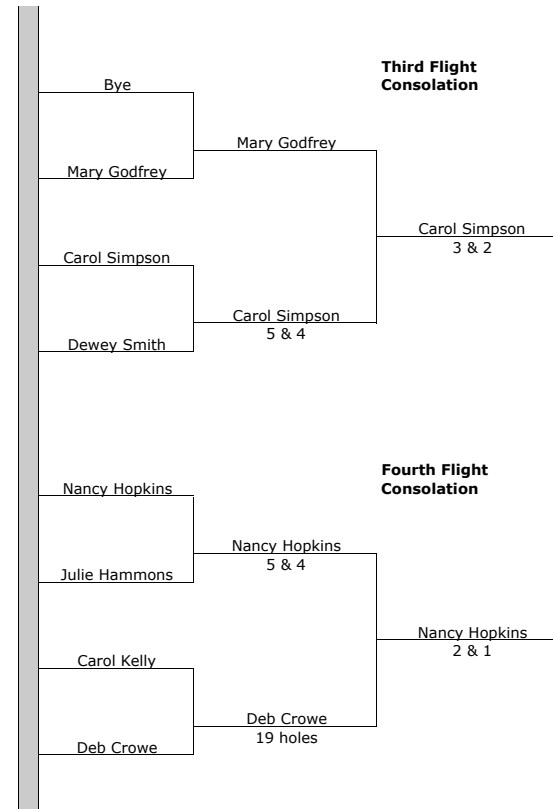 Third Flight
Consolation
Bye
Mary Godfrey
Mary Godfrey
Carol Simpson
3 & 2
Carol Simpson
Carol Simpson
5 & 4
Dewey Smith
Fourth Flight
Consolation
Nancy Hopkins
Nancy Hopkins
5 & 4
Julie Hammons
Nancy Hopkins
2 & 1
Carol Kelly
Deb Crowe
19 holes
Deb Crowe